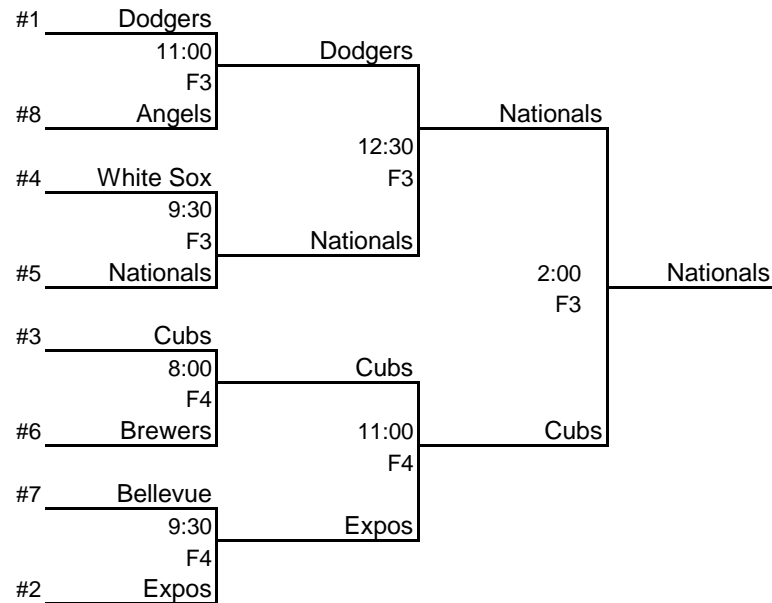 #1 Dodgers
11:00 Dodgers
F3
#8 Angels Nationals
12:30
#4 White Sox F3
9:30
F3 Nationals
#5 Nationals 2:00 Nationals
F3
#3 Cubs
8:00 Cubs
F4
#6 Brewers 11:00 Cubs
F4
#7 Bellevue
9:30 Expos
F4
#2 Expos